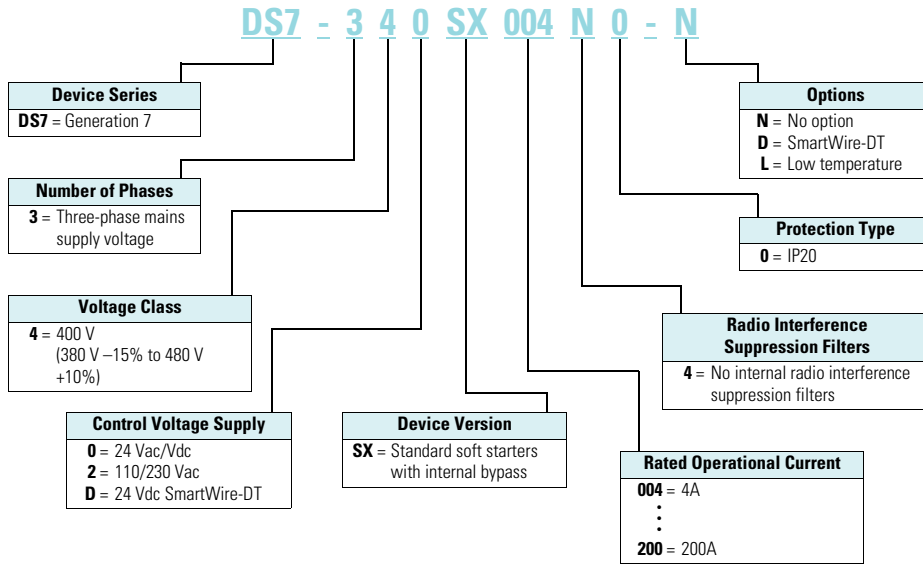 DS7 - 3 4 0 SX 004 N 0 - N
Device Series
DS7 = Generation 7
Number of Phases
3 = Three-phase mains
supply voltage
Voltage Class
4 = 400 V
(380 V –15% to 480 V
+10%)
Control Voltage Supply
0 = 24 Vac/Vdc
2 = 110/230 Vac
D = 24 Vdc SmartWire-DT
Device Version
SX = Standard soft starters
with internal bypass
Options
N = No option
D = SmartWire-DT
L = Low temperature
Protection Type
0 = IP20
Radio Interference
Suppression Filters
4 = No internal radio interference
suppression filters
Rated Operational Current
004 = 4A
200 = 200A